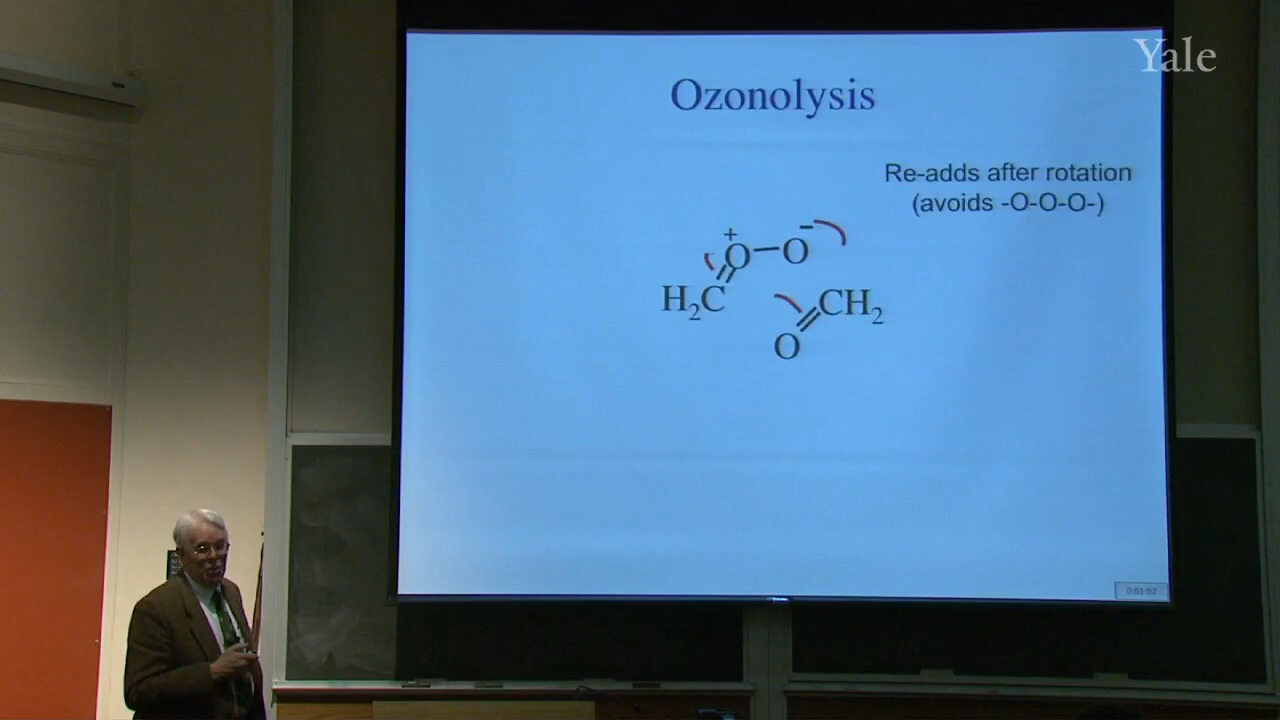 Yale
Ozonolysis
Re-adds after rotation
(avoids -O-O-O-)
+
O—O −
H₂C
CH₂
O